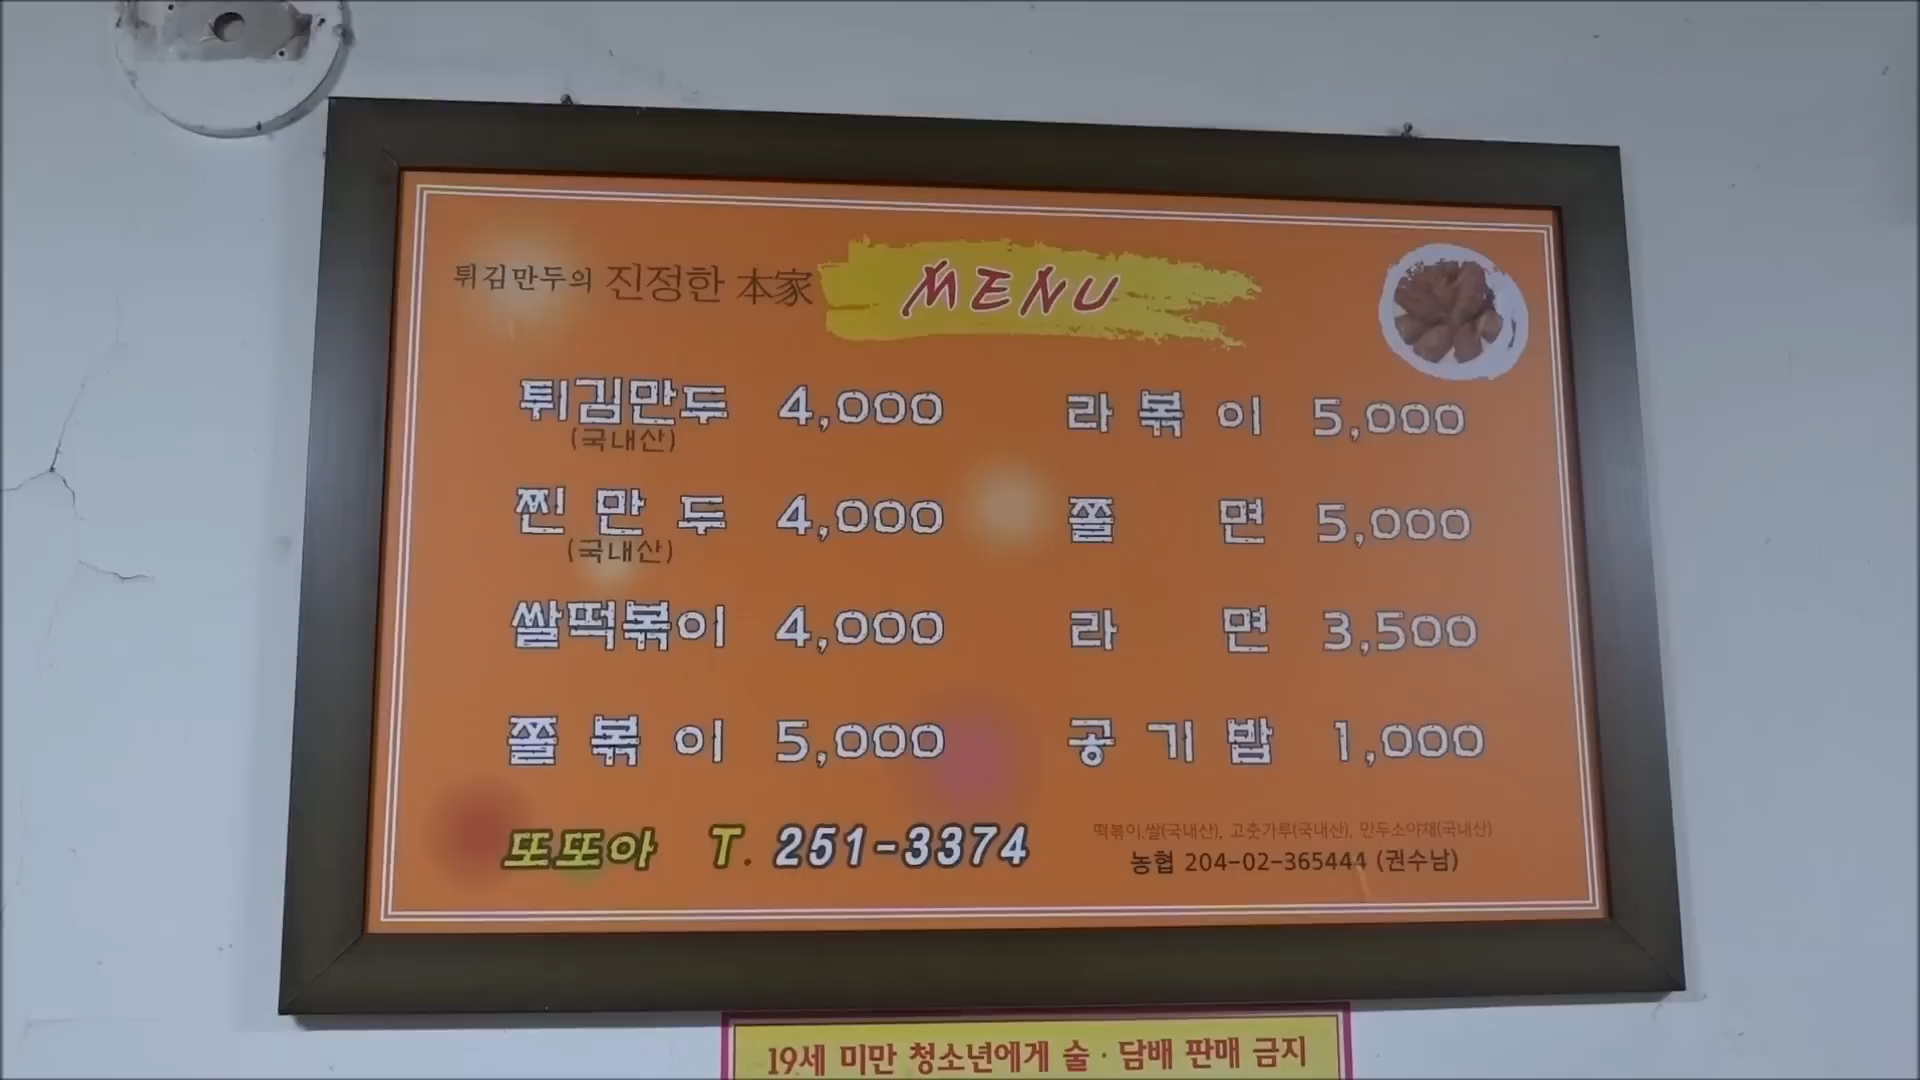 튀김만두의 진정한 本家 MENU
튀김만두 4,000
(국내산)
찐만두 4,000
(국내산)
쌀떡볶이 4,000
쫄볶이 5,000
라볶이 5,000
쫄면 5,000
라면 3,500
공기밥 1,000
또또아 T. 251-3374
떡볶이,쌀(국내산), 고춧가루(국내산), 만두소야채(국내산)
농협 204-02-365444 (권수남)
19세 미만 청소년에게 술·담배 판매 금지